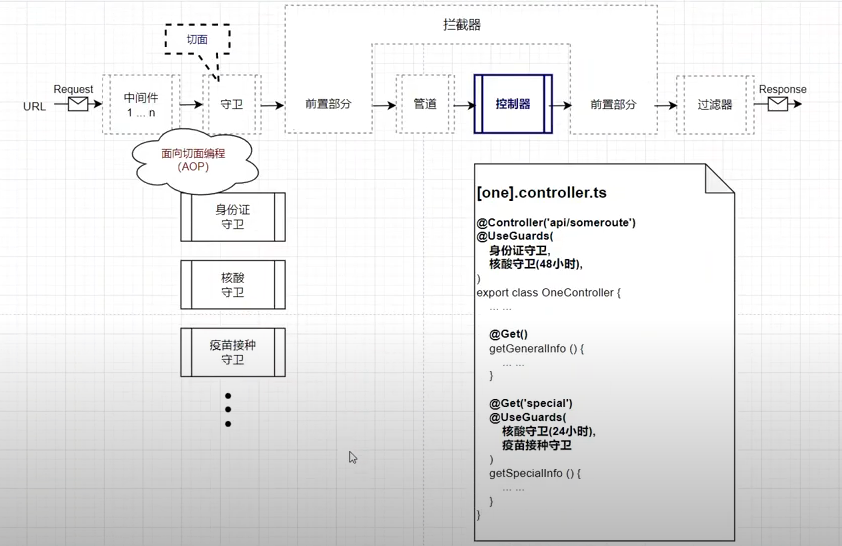 拦截器
切面
URL
Request
中间件
1 ... n
守卫
前置部分
管道
控制器
前置部分
过滤器
Response
面向切面编程
(AOP)
身份证
守卫
核酸
守卫
疫苗接种
守卫
[one].controller.ts
@Controller('api/someroute')
@UseGuards(
身份证守卫,
核酸守卫(48小时),
)
export class OneController {
... ...
@Get()
getGeneralInfo () {
... ...
}
@Get('special')
@UseGuards(
核酸守卫(24小时),
疫苗接种守卫
)
getSpecialInfo () {
... ...
}
}